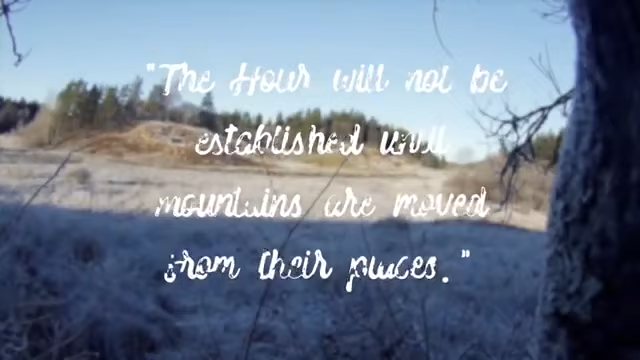 "The Hour will not be
established until
mountains are moved
from their places."